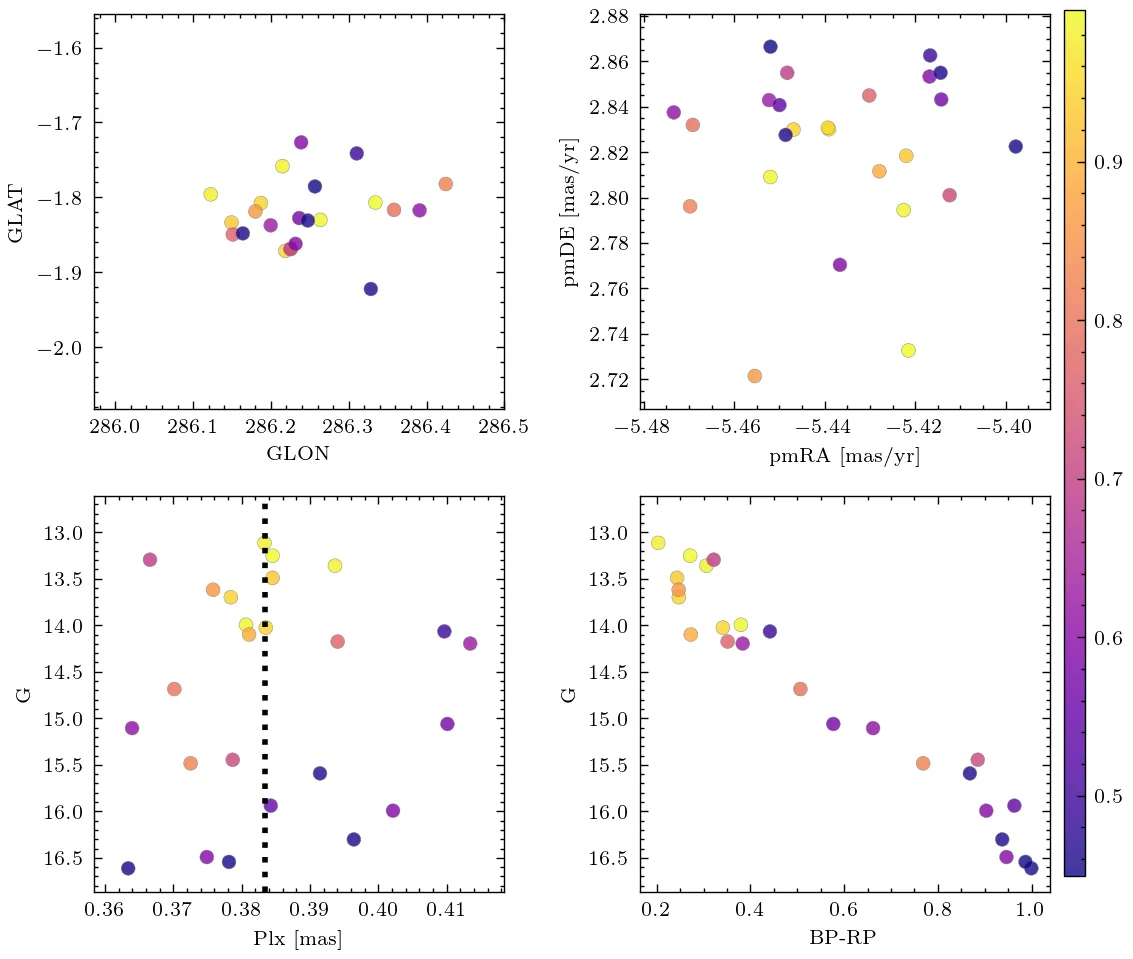 −1.6
−1.7
−1.8
−1.9
−2.0
GLAT
286.0 286.1 286.2 286.3 286.4 286.5
GLON
2.88
2.86
2.84
2.82
2.80
2.78
2.76
2.74
2.72
pmDE [mas/yr]
−5.48 −5.46 −5.44 −5.42 −5.40
pmRA [mas/yr]
13.0
13.5
14.0
14.5
15.0
15.5
16.0
16.5
G
0.36 0.37 0.38 0.39 0.40 0.41
Plx [mas]
13.0
13.5
14.0
14.5
15.0
15.5
16.0
16.5
G
0.2 0.4 0.6 0.8 1.0
BP-RP
0.9
0.8
0.7
0.6
0.5